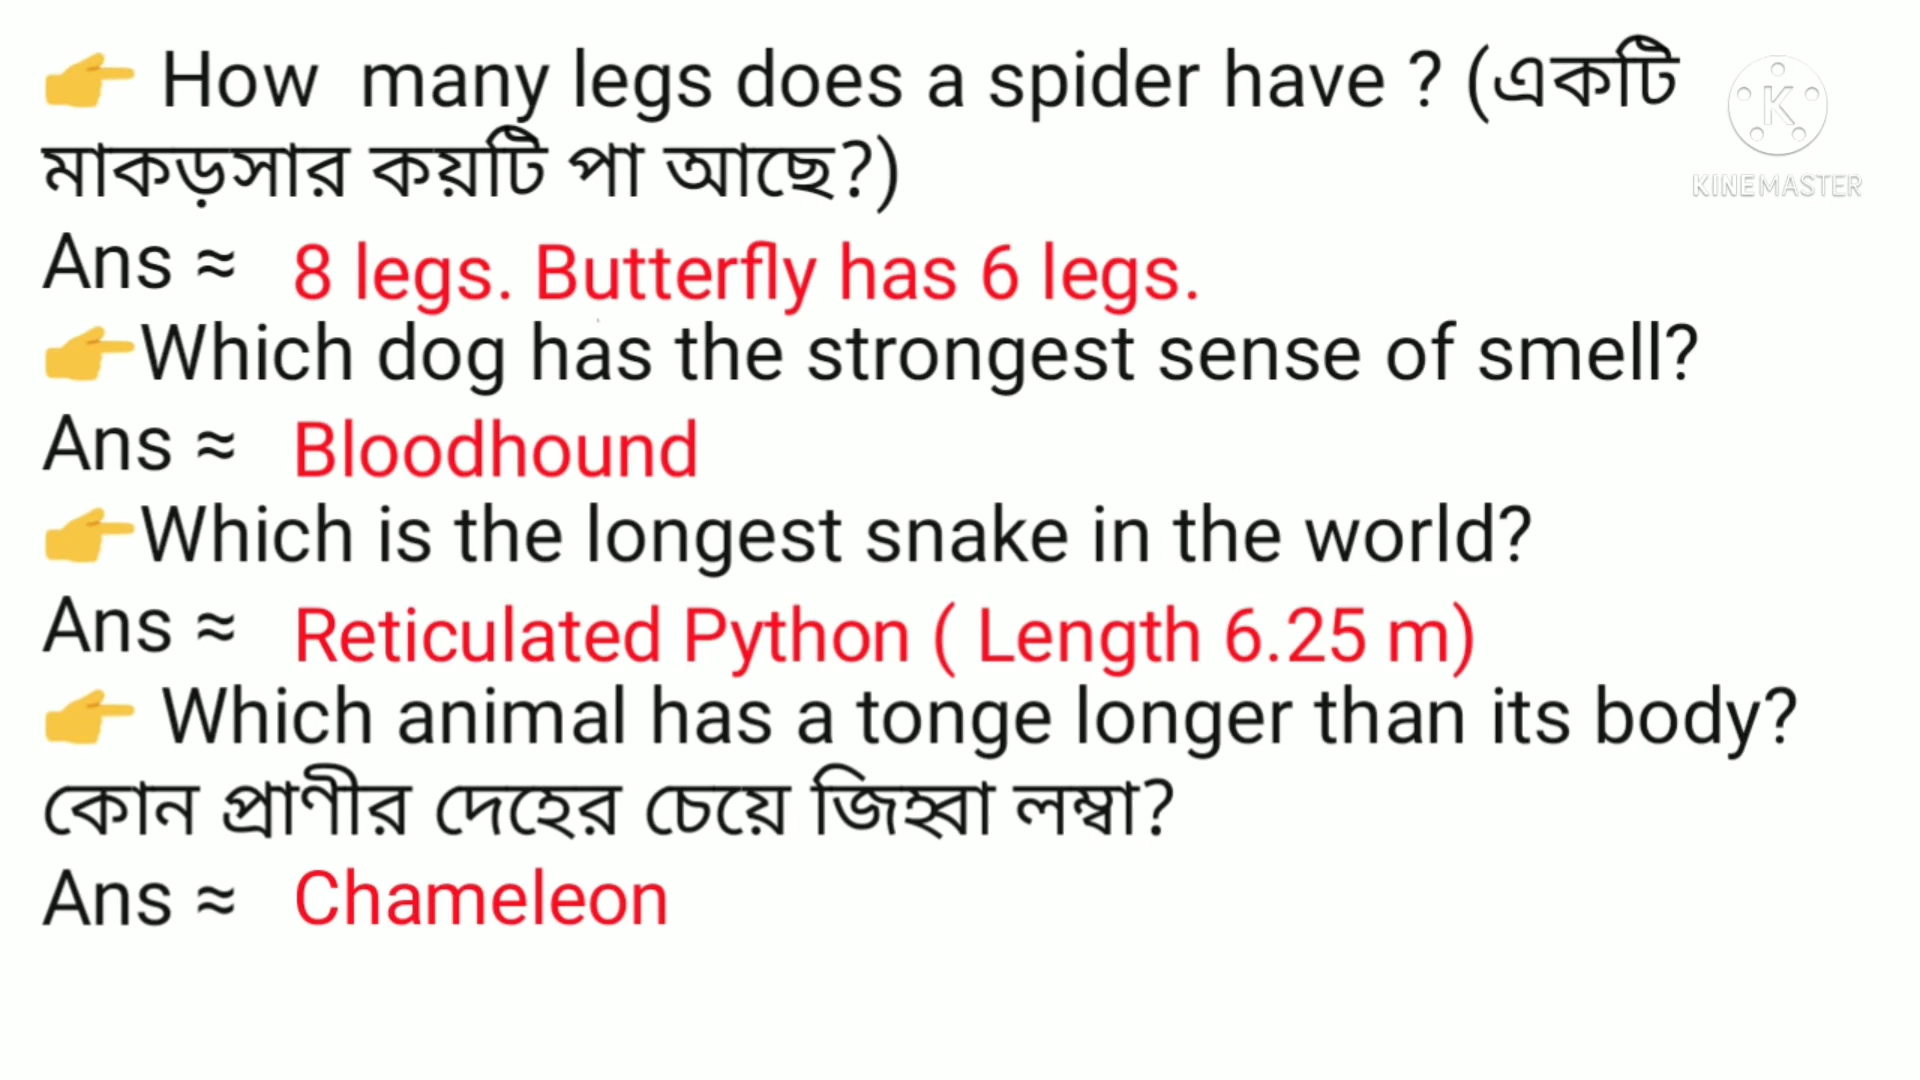 👉 How many legs does a spider have ? (একটি
মাকড়সার কয়টি পা আছে?)
Ans ≈ 8 legs. Butterfly has 6 legs.
👉Which dog has the strongest sense of smell?
Ans ≈ Bloodhound
👉Which is the longest snake in the world?
Ans ≈ Reticulated Python ( Length 6.25 m)
👉 Which animal has a tonge longer than its body?
কোন প্রাণীর দেহের চেয়ে জিহ্বা লম্বা?
Ans ≈ Chameleon
K
KINEMASTER